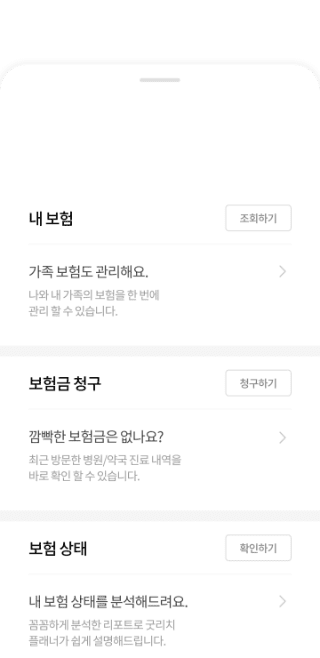 내 보험
조회하기
가족 보험도 관리해요.
나와 내 가족의 보험을 한 번에
관리 할 수 있습니다.
보험금 청구
청구하기
깜빡한 보험금은 없나요?
최근 방문한 병원/약국 진료 내역을
바로 확인 할 수 있습니다.
보험 상태
확인하기
내 보험 상태를 분석해드려요.
꼼꼼하게 분석한 리포트로 굿리치
플래너가 쉽게 설명해드립니다.